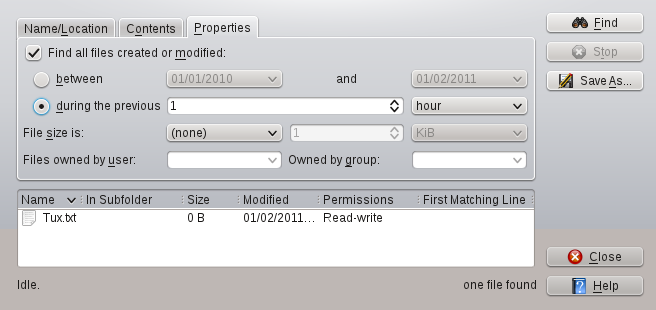 Name/Location Contents Properties
Find
Find all files created or modified:
Stop
between 01/01/2010 and 01/02/2011
Save As...
during the previous 1 hour
File size is: (none) 1 KiB
Files owned by user: Owned by group:
Name In Subfolder Size Modified Permissions First Matching Line
Tux.txt 0 B 01/02/2011... Read-write
Close
Idle. one file found
Help